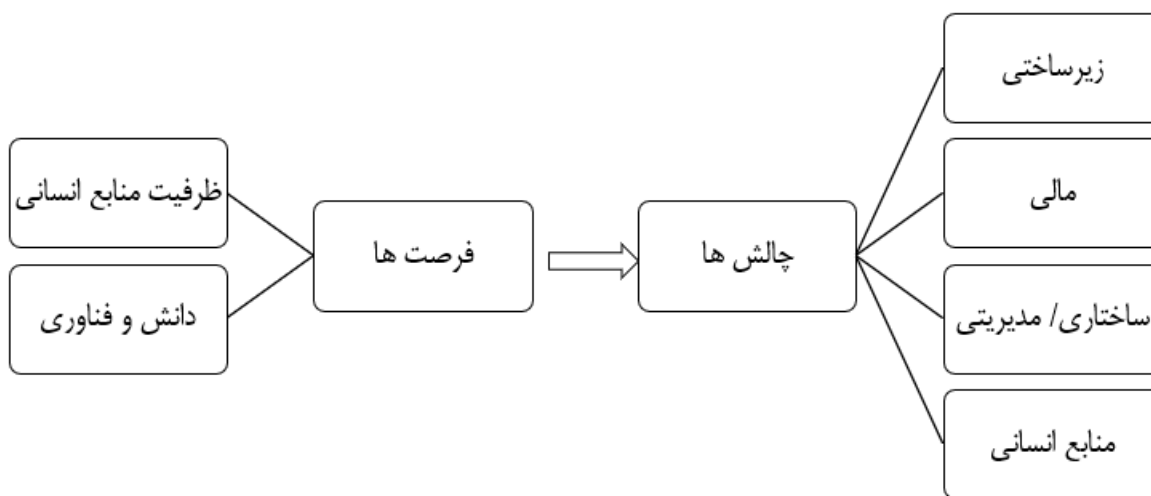 زیرساختی
مالی
ساختاری/ مدیریتی
منابع انسانی
چالش ها
فرصت ها
ظرفیت منابع انسانی
دانش و فناوری